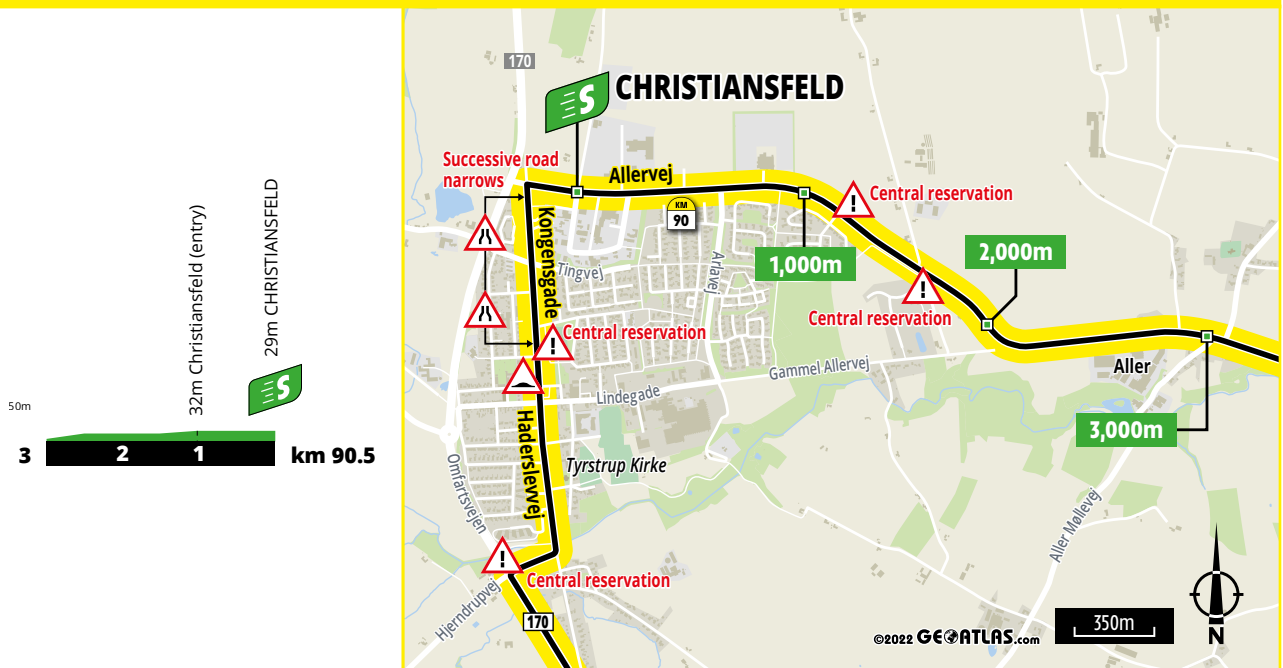 32m Christiansfeld (entry)
29m CHRISTIANSFELD
S
50m
3
2
1
km 90.5
170
S
CHRISTIANSFELD
Successive road
narrows
Allervej
KM
90
Central reservation
1,000m
2,000m
Kongensgade
Tingvej
Arlavej
Central reservation
Central reservation
Gammel Allervej
Aller
Lindegade
3,000m
Haderslevvej
Tyrstrup Kirke
Omfartsvejen
Aller Møllevej
Central reservation
Hjerndrupvej
170
©2022 GEOATLAS.com
350m
N